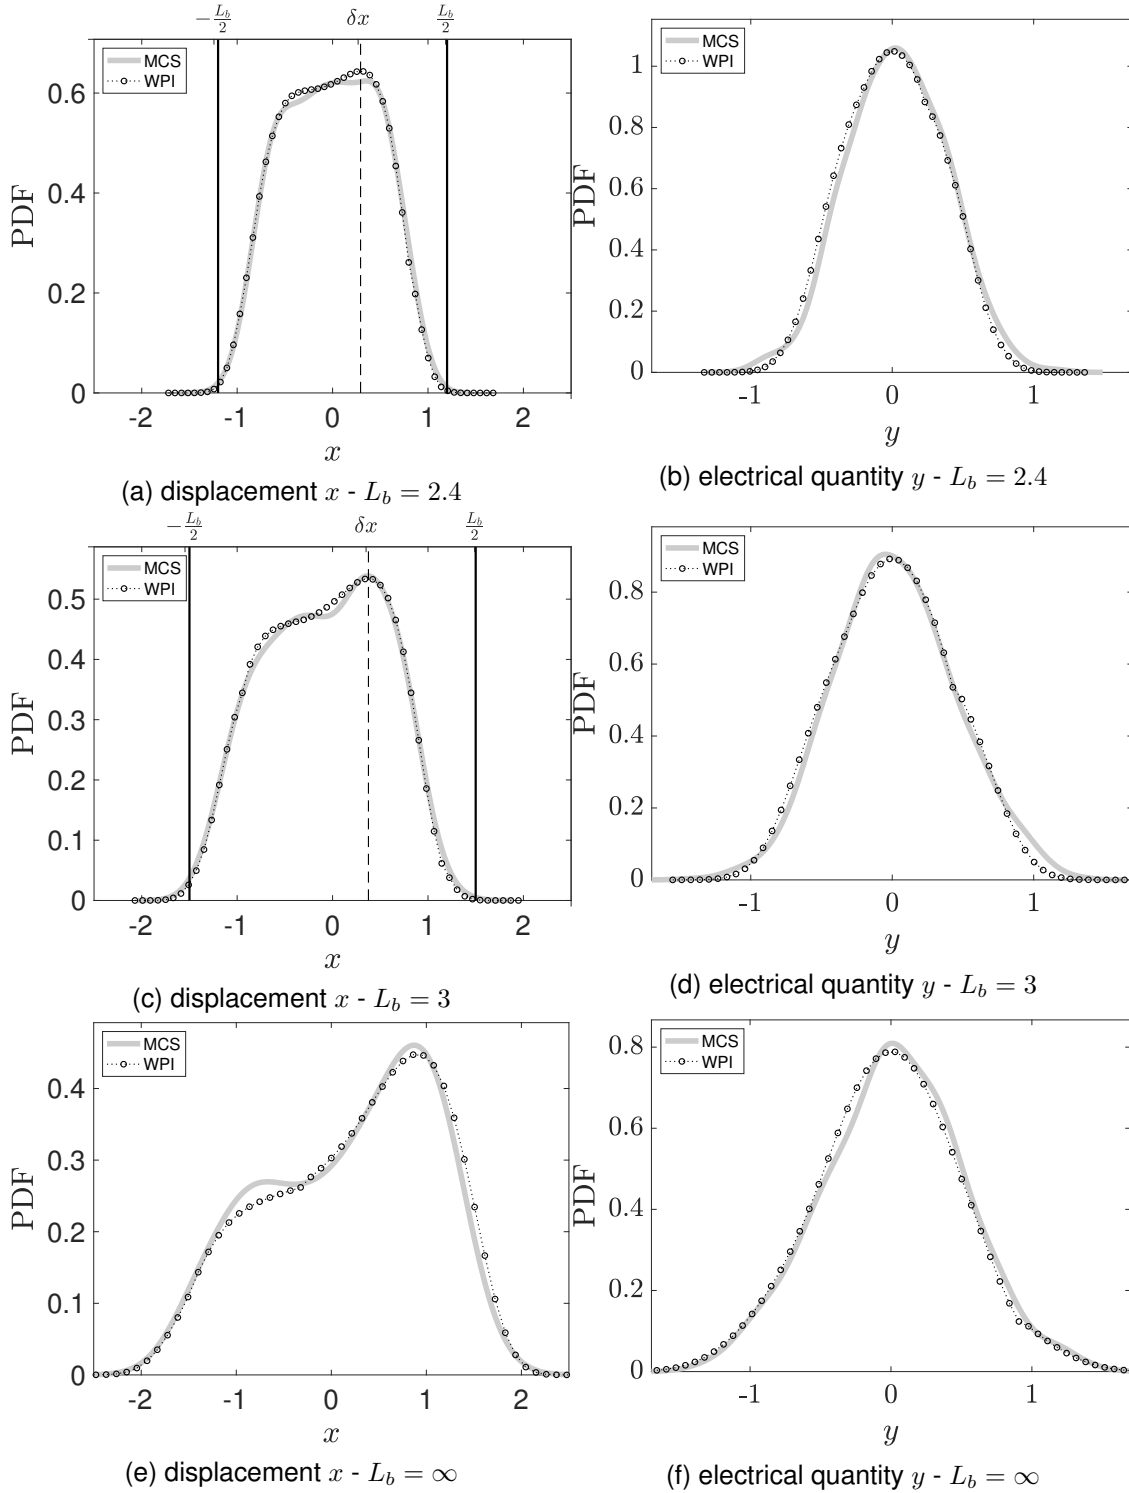 −L_b/2 δx L_b/2
MCS
WPI
PDF
0.6
0.4
0.2
0
-2 -1 0 1 2
x
(a) displacement x - L_b = 2.4
MCS
WPI
PDF
1
0.8
0.6
0.4
0.2
0
-1 0 1
y
(b) electrical quantity y - L_b = 2.4
−L_b/2 δx L_b/2
MCS
WPI
PDF
0.5
0.4
0.3
0.2
0.1
0
-2 -1 0 1 2
x
(c) displacement x - L_b = 3
MCS
WPI
PDF
0.8
0.6
0.4
0.2
0
-1 0 1
y
(d) electrical quantity y - L_b = 3
MCS
WPI
PDF
0.4
0.3
0.2
0.1
0
-2 -1 0 1 2
x
(e) displacement x - L_b = ∞
MCS
WPI
PDF
0.8
0.6
0.4
0.2
0
-1 0 1
y
(f) electrical quantity y - L_b = ∞